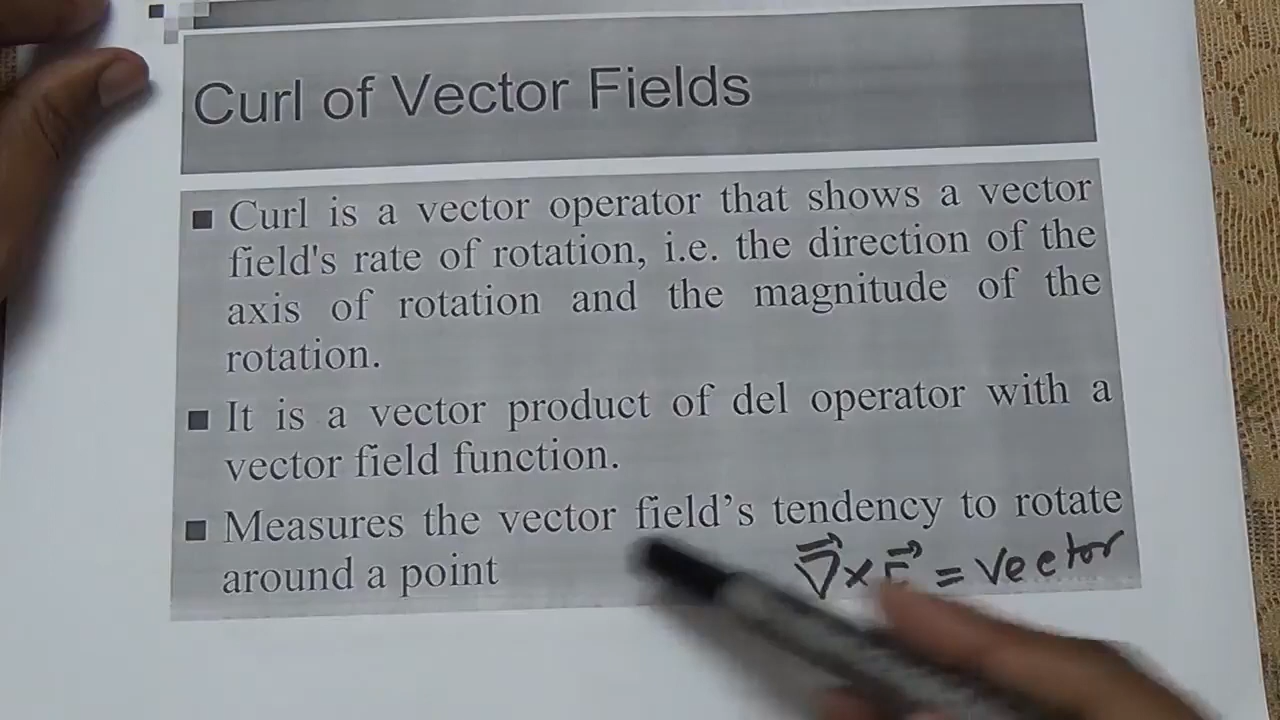 Curl of Vector Fields
■ Curl is a vector operator that shows a vector
field's rate of rotation, i.e. the direction of the
axis of rotation and the magnitude of the
rotation.
■ It is a vector product of del operator with a
vector field function.
■ Measures the vector field’s tendency to rotate
around a point
= vector